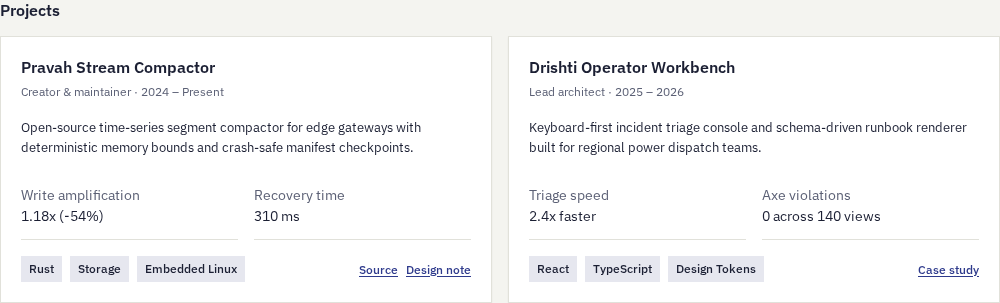 Projects
Pravah Stream Compactor
Creator & maintainer · 2024 – Present
Open-source time-series segment compactor for edge gateways with
deterministic memory bounds and crash-safe manifest checkpoints.
Write amplification
1.18x (-54%)
Recovery time
310 ms
Rust
Storage
Embedded Linux
Source
Design note
Drishti Operator Workbench
Lead architect · 2025 – 2026
Keyboard-first incident triage console and schema-driven runbook renderer
built for regional power dispatch teams.
Triage speed
2.4x faster
Axe violations
0 across 140 views
React
TypeScript
Design Tokens
Case study